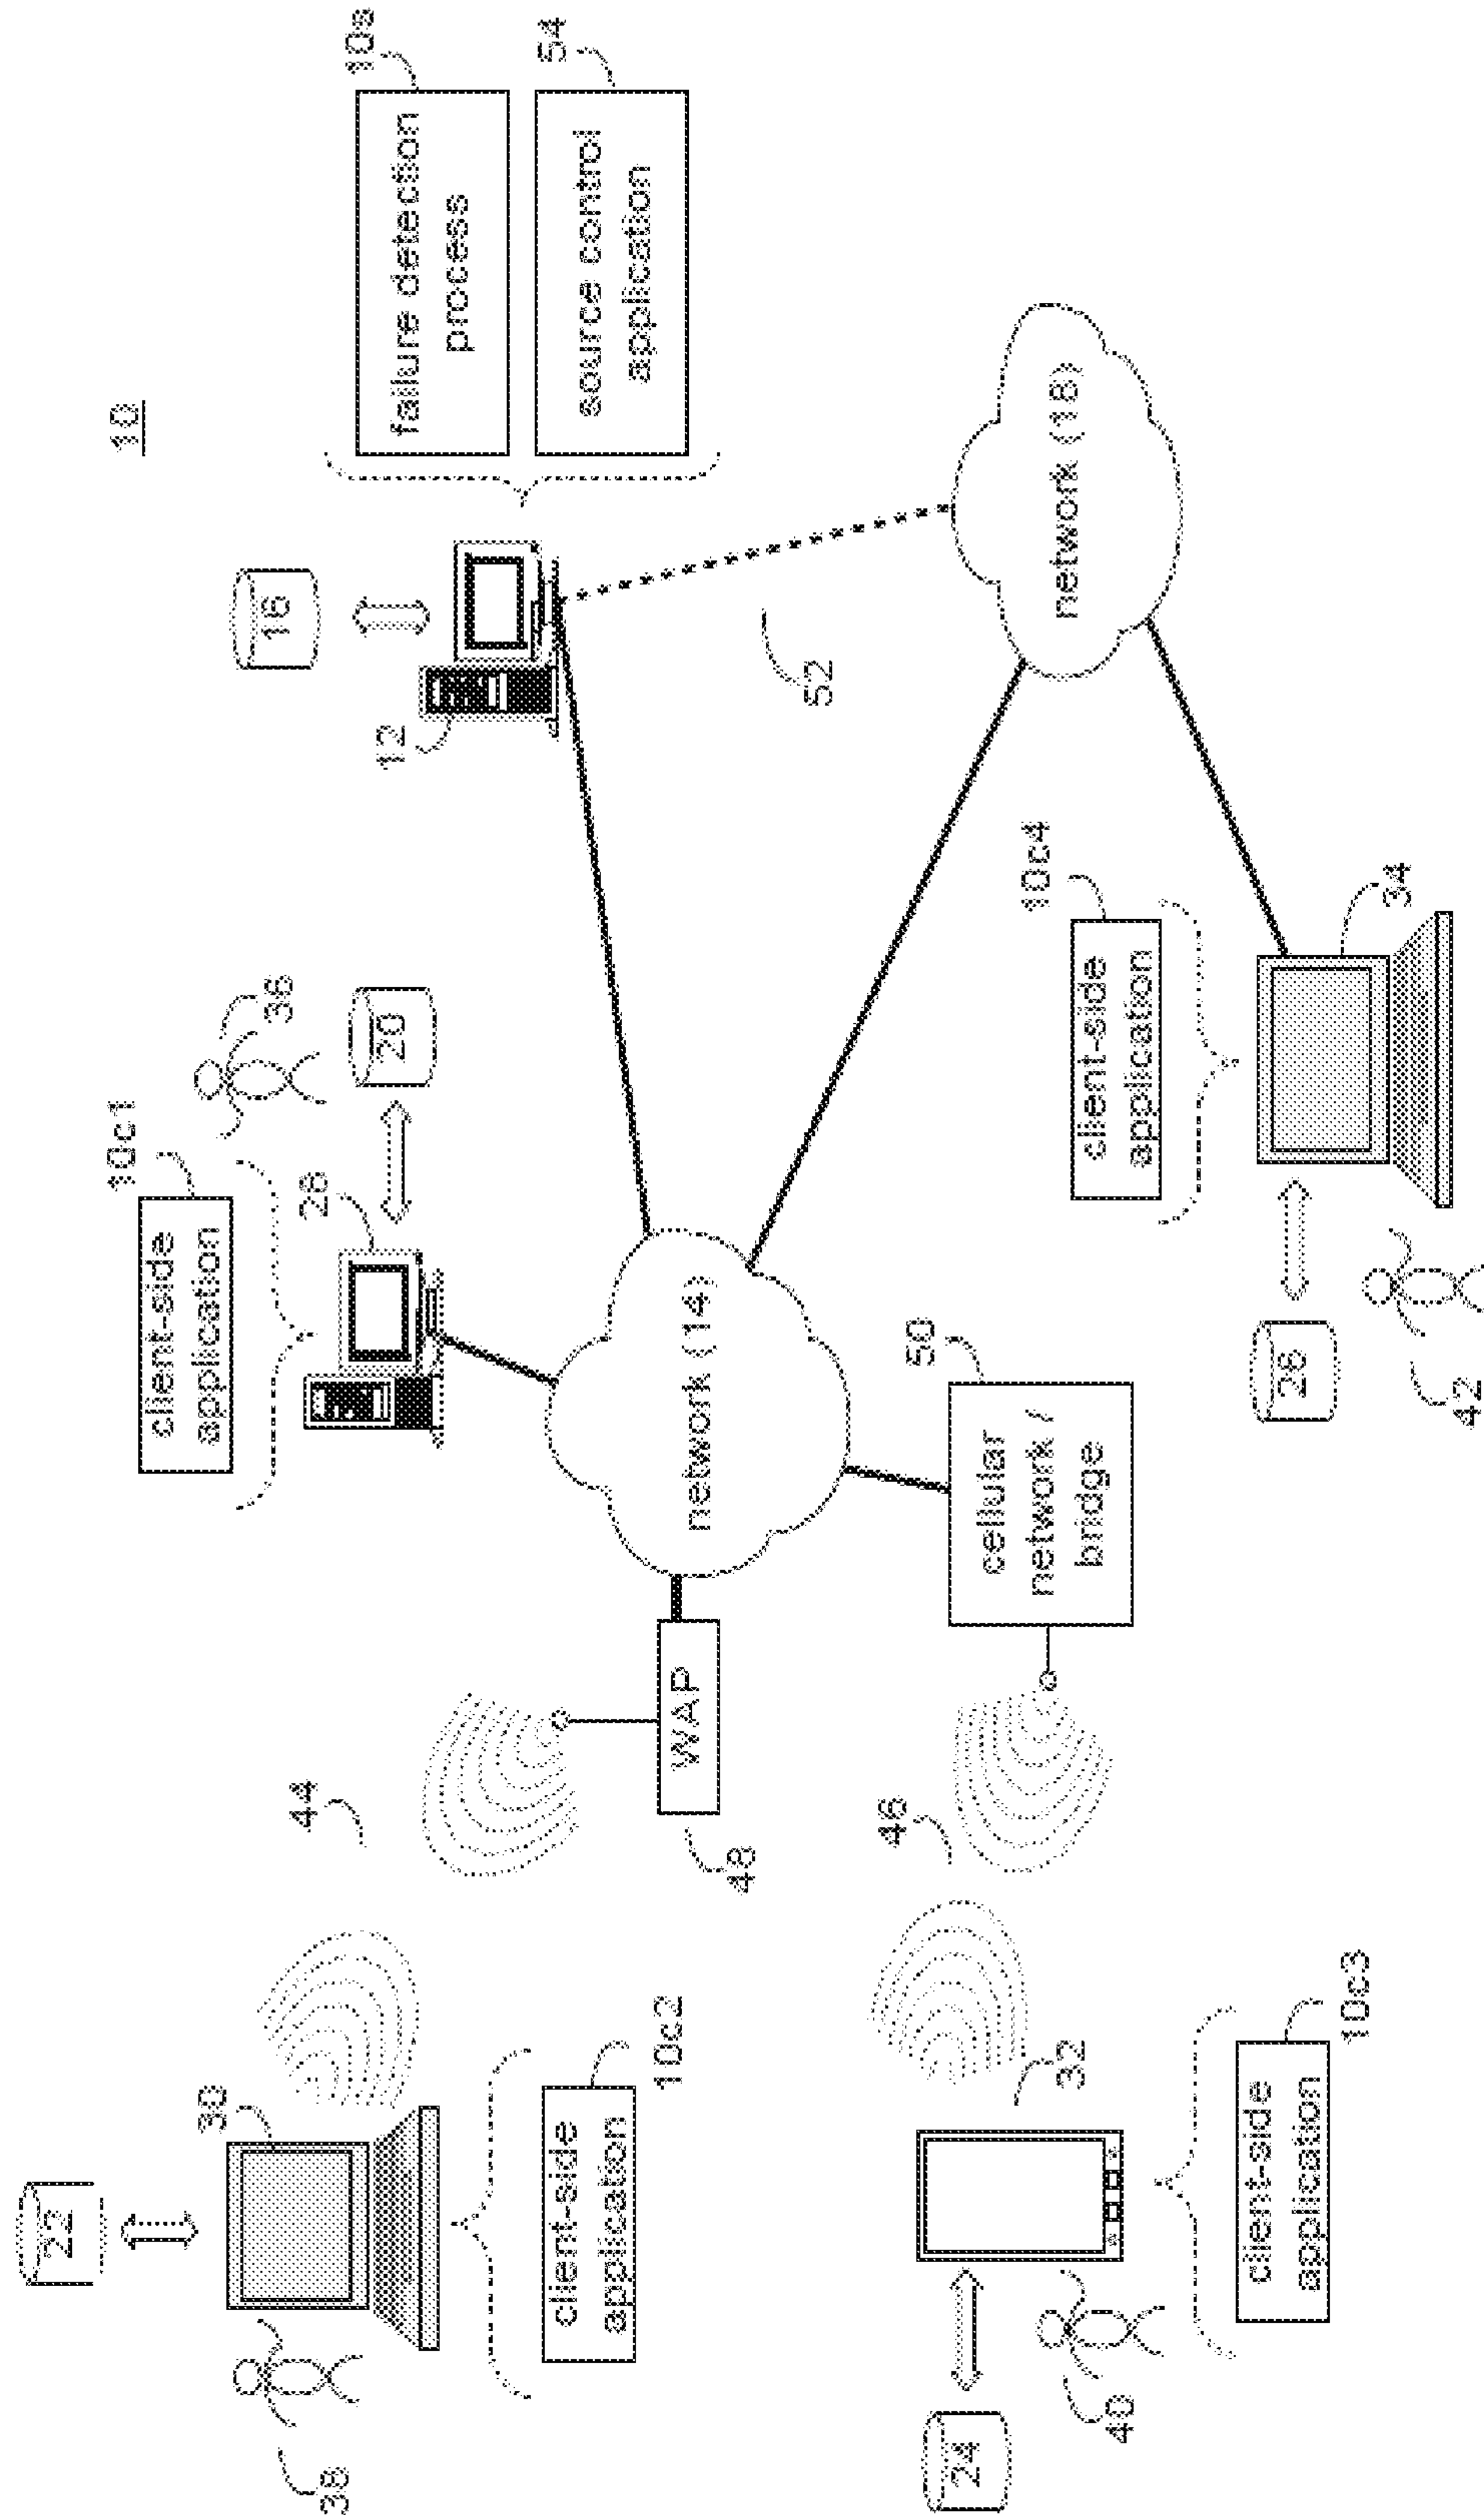 22
10c1
10
client-side
application
30
36
16
44
28
38
20
12
10s
failure detection
process
54
client-side
application
10c2
source control
application
WAP
network (14)
48
52
46
50
24
cellular
network /
bridge
10c4
network (18)
32
client-side
application
40
client-side
application
26
10c3
34
42